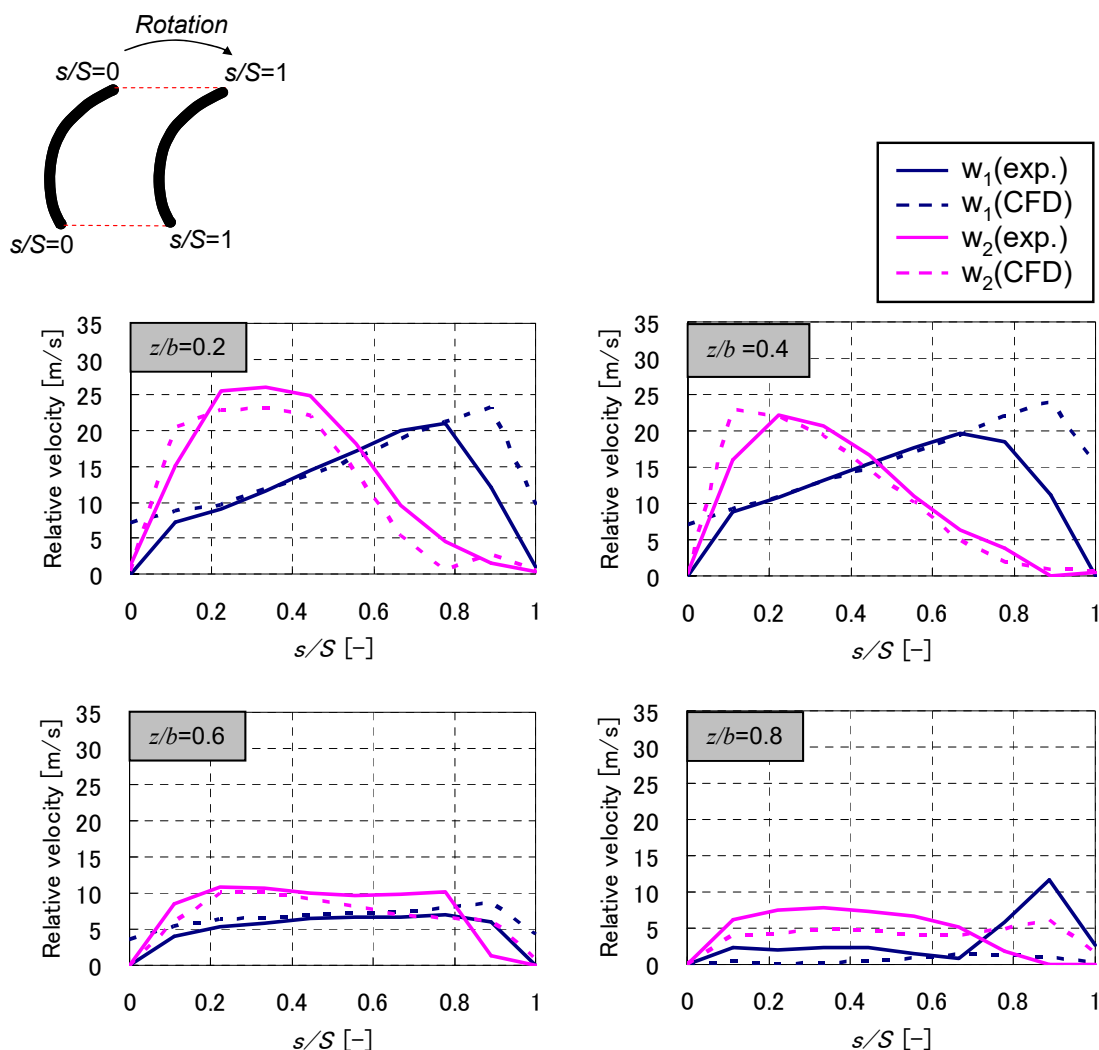 Rotation
s/S=0
s/S=1
s/S=0
s/S=1
w1(exp.)
w1(CFD)
w2(exp.)
w2(CFD)
z/b=0.2
Relative velocity [m/s]
35
30
25
20
15
10
5
0
0 0.2 0.4 0.6 0.8 1
s/S [-]
z/b =0.4
Relative velocity [m/s]
35
30
25
20
15
10
5
0
0 0.2 0.4 0.6 0.8 1
s/S [-]
z/b=0.6
Relative velocity [m/s]
35
30
25
20
15
10
5
0
0 0.2 0.4 0.6 0.8 1
s/S [-]
z/b=0.8
Relative velocity [m/s]
35
30
25
20
15
10
5
0
0 0.2 0.4 0.6 0.8 1
s/S [-]